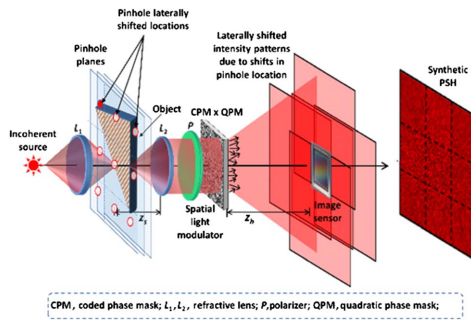 Pinhole laterally
shifted locations
Pinhole
planes
Object
Incoherent
source
L1
L2
P
CPM x QPM
Spatial
light
modulator
zs
zh
Laterally shifted
intensity patterns
due to shifts in
pinhole location
Image
sensor
Synthetic
PSH
CPM, coded phase mask; L1,L2, refractive lens; P,polarizer; QPM,quadratic phase mask;